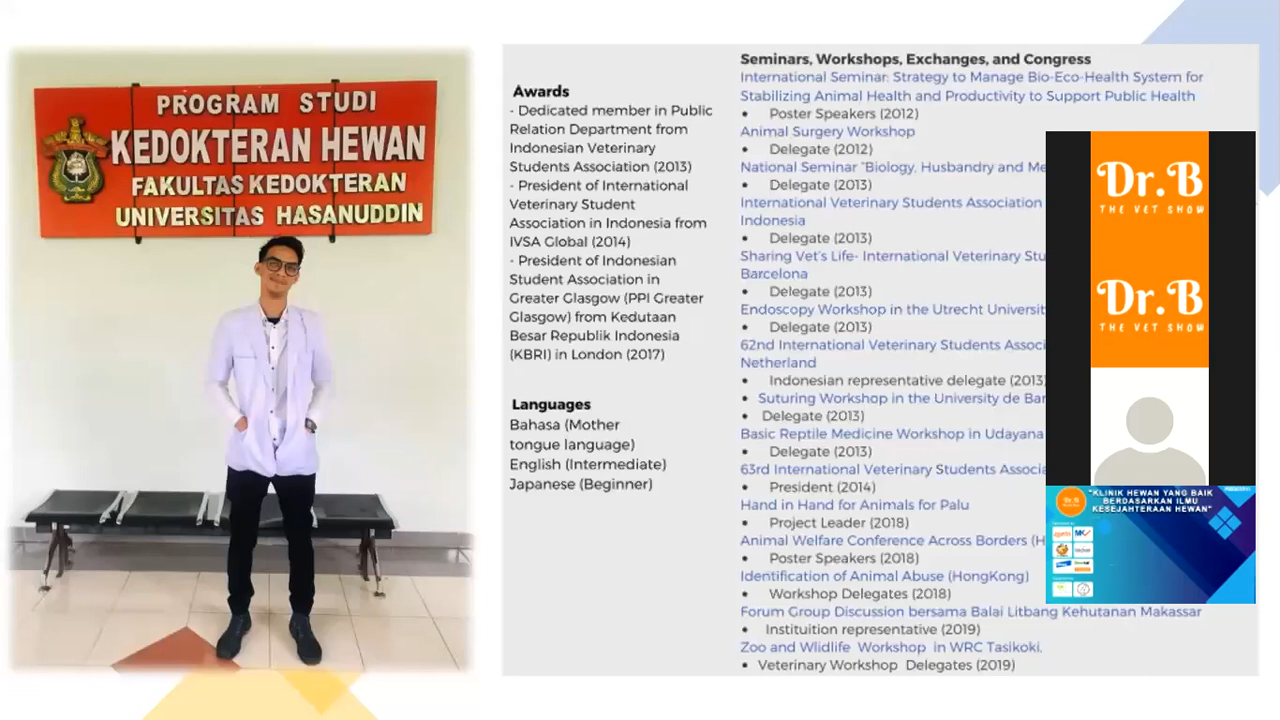 PROGRAM STUDI
KEDOKTERAN HEWAN
FAKULTAS KEDOKTERAN
UNIVERSITAS HASANUDDIN
Awards
- Dedicated member in Public
Relation Department from
Indonesian Veterinary
Students Association (2013)
- President of International
Veterinary Student
Association in Indonesia from
IVSA Global (2014)
- President of Indonesian
Student Association in
Greater Glasgow (PPI Greater
Glasgow) from Kedutaan
Besar Republik Indonesia
(KBRI) in London (2017)
Languages
Bahasa (Mother
tongue language)
English (Intermediate)
Japanese (Beginner)
Seminars, Workshops, Exchanges, and Congress
International Seminar: Strategy to Manage Bio-Eco-Health System for
Stabilizing Animal Health and Productivity to Support Public Health
• Poster Speakers (2012)
Animal Surgery Workshop
• Delegate (2012)
National Seminar "Biology, Husbandry and Me
• Delegate (2013)
International Veterinary Students Association
Indonesia
• Delegate (2013)
Sharing Vet's Life- International Veterinary Stu
Barcelona
• Delegate (2013)
Endoscopy Workshop in the Utrecht Universit
• Delegate (2013)
62nd International Veterinary Students Associ
Netherland
• Indonesian representative delegate (2013)
• Suturing Workshop in the University de Bar
• Delegate (2013)
Basic Reptile Medicine Workshop in Udayana
• Delegate (2013)
63rd International Veterinary Students Associa
• President (2014)
Hand in Hand for Animals for Palu
• Project Leader (2018)
Animal Welfare Conference Across Borders (H
• Poster Speakers (2018)
Identification of Animal Abuse (HongKong)
• Workshop Delegates (2018)
Forum Group Discussion bersama Balai Litbang Kehutanan Makassar
• Instituition representative (2019)
Zoo and Wlidlife Workshop in WRC Tasikoki,
• Veterinary Workshop Delegates (2019)
Dr.B
THE VET SHOW
Dr.B
THE VET SHOW
"KLINIK HEWAN YANG BAIK
BERDASARKAN ILMU
KESEJAHTERAAN HEWAN"
Dr.B